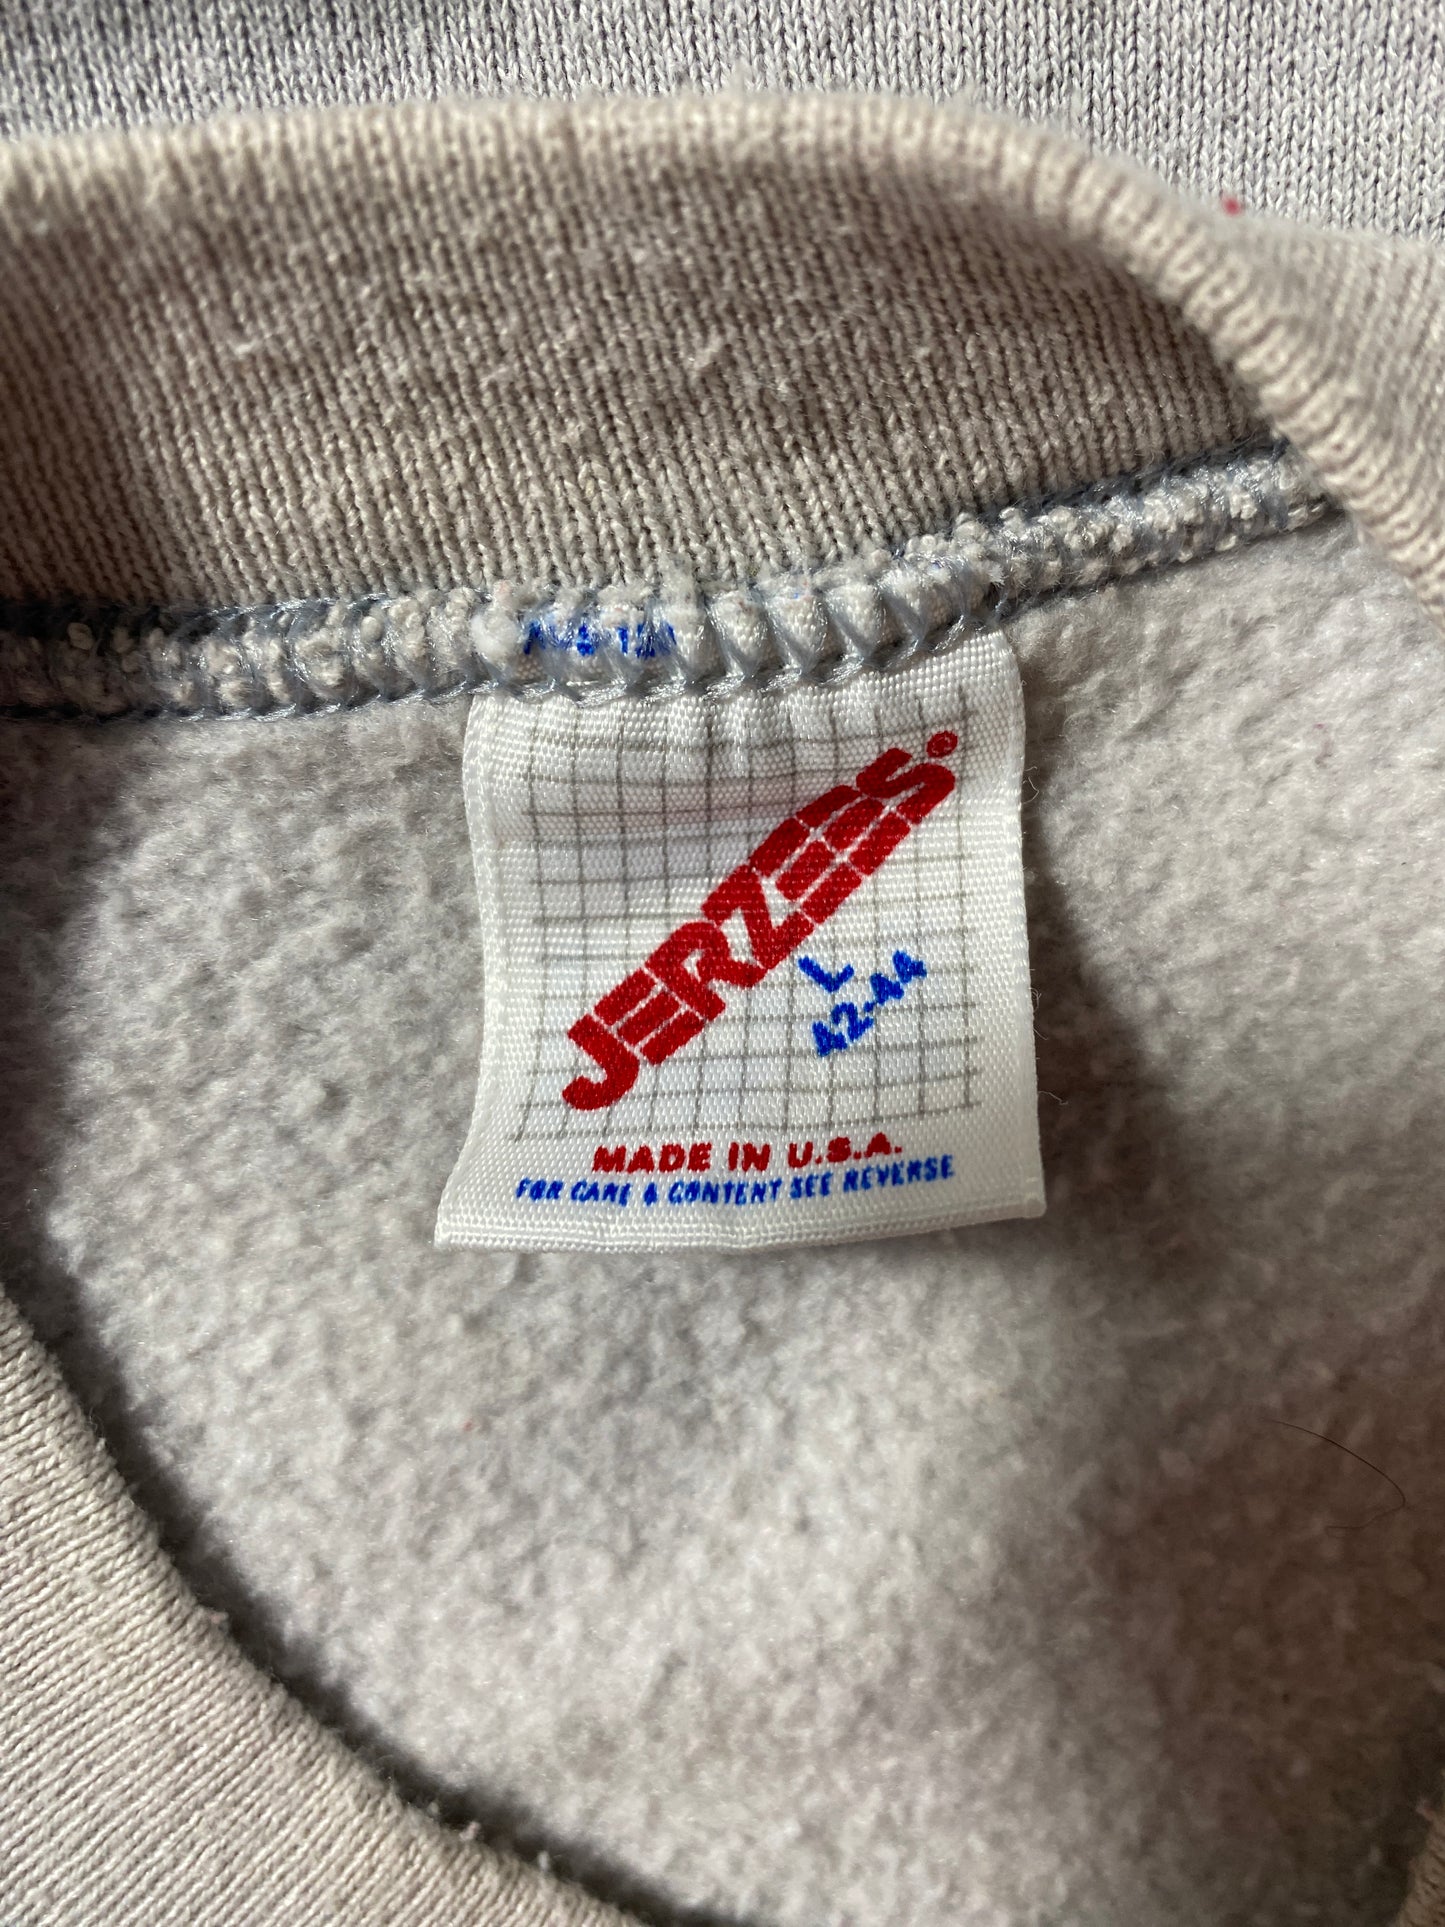 JERZEES®
L
42-44
MADE IN U.S.A.
FOR CARE & CONTENT SEE REVERSE